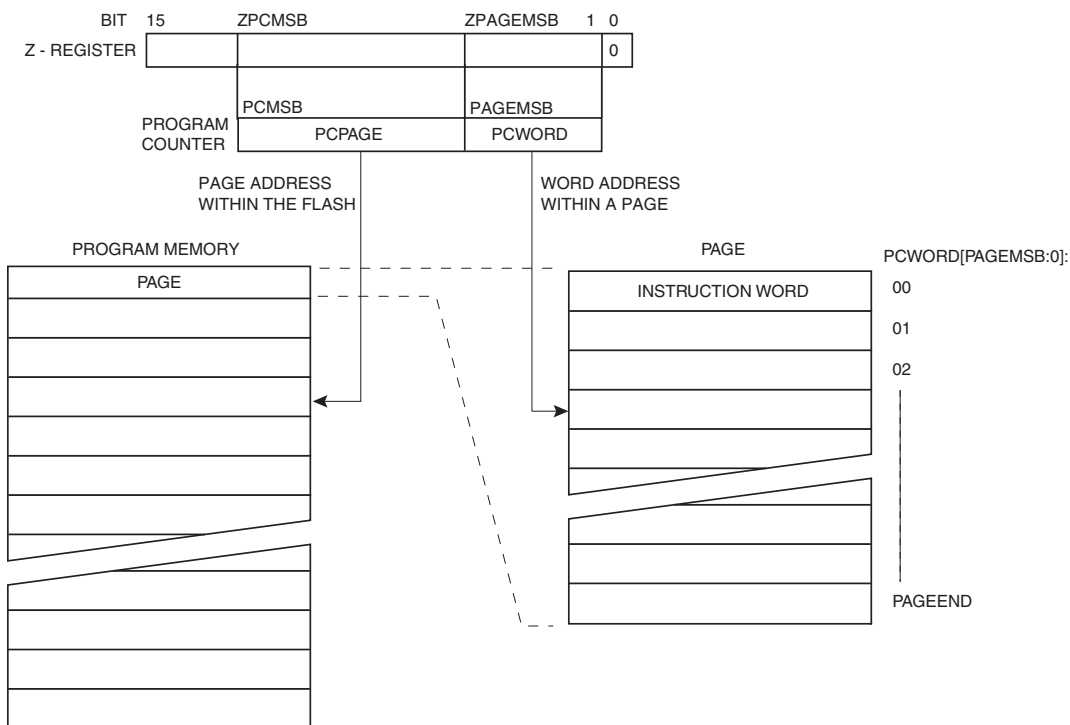 BIT 15 ZPCMSB ZPAGEMSB 1 0
Z - REGISTER 0
PCMSB PAGEMSB
PROGRAM
COUNTER
PCPAGE PCWORD
PAGE ADDRESS
WITHIN THE FLASH
WORD ADDRESS
WITHIN A PAGE
PROGRAM MEMORY
PAGE
PAGE
INSTRUCTION WORD
PCWORD[PAGEMSB:0]:
00
01
02
PAGEEND